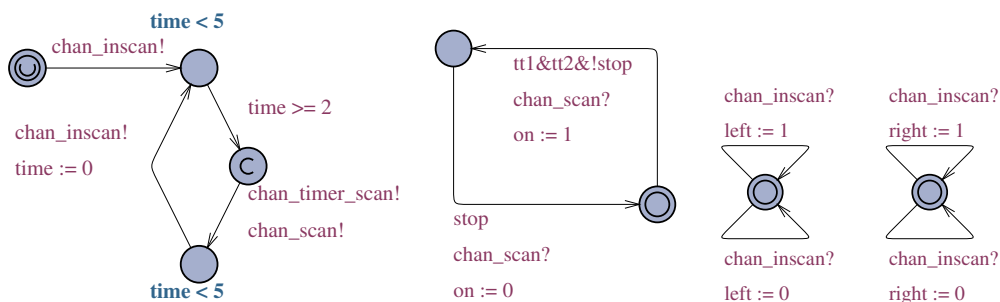 time < 5
chan_inscan!
time >= 2
chan_inscan!
time := 0
C
chan_timer_scan!
chan_scan!
time < 5
tt1&tt2&!stop
chan_scan?
on := 1
stop
chan_scan?
on := 0
chan_inscan?
left := 1
chan_inscan?
left := 0
chan_inscan?
right := 1
chan_inscan?
right := 0